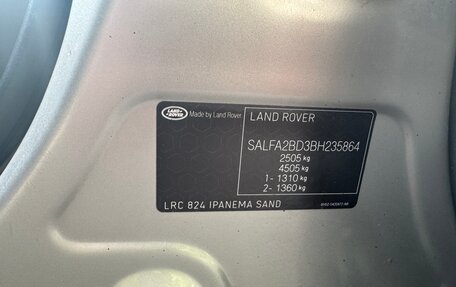 LAND ROVER
Made by Land Rover
LAND ROVER
SALFA2BD3BH235864
2505 kg
4505 kg
1- 1310 kg
2- 1360 kg
LRC 824 IPANEMA SAND